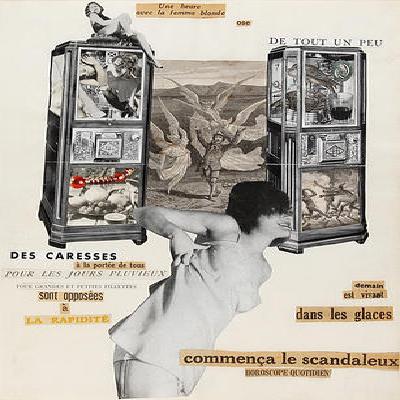 Une heure
avec la femme blonde
ose
DE TOUT UN PEU
DES CARESSES
à la portée de tous
POUR LES JOURS PLUVIEUX
POUR GRANDES ET PETITES FILLETTES
sont opposées
à
LA RAPIDITÉ
demain
est vivant
dans les glaces
commença le scandaleux
HOROSCOPE QUOTIDIEN